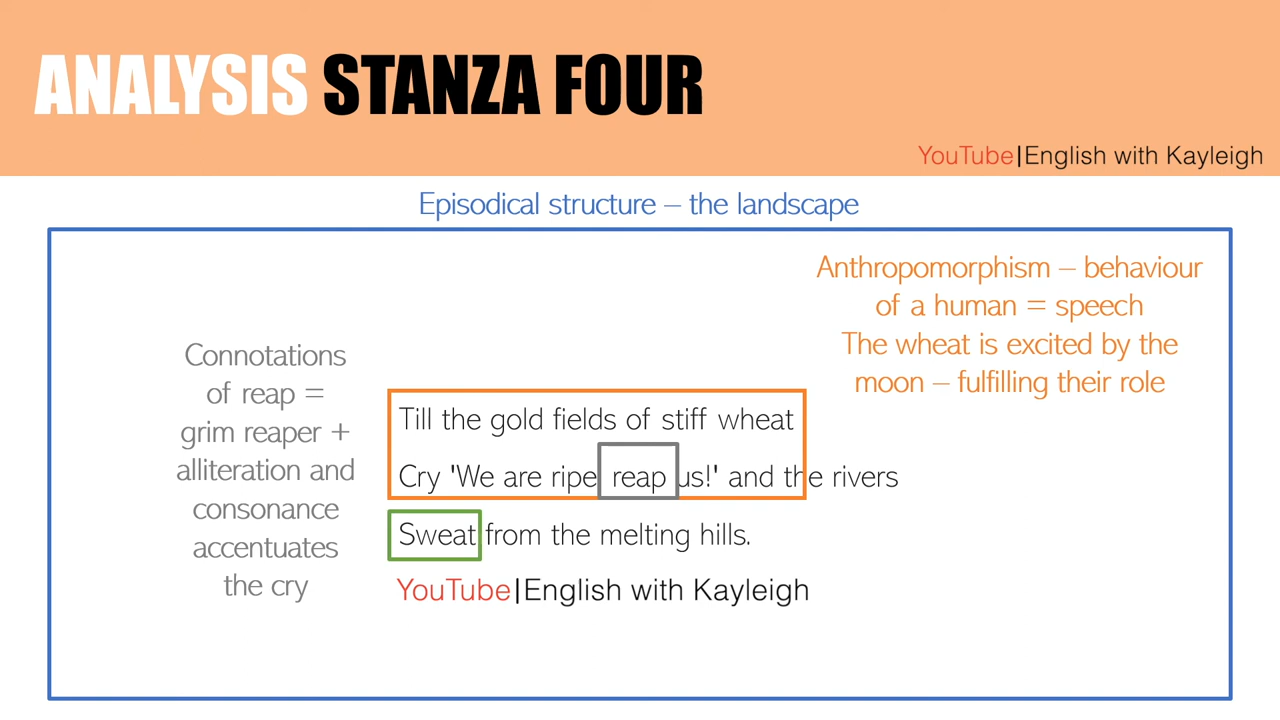 ANALYSIS STANZA FOUR
YouTube|English with Kayleigh
Episodical structure – the landscape
Anthropomorphism – behaviour
of a human = speech
The wheat is excited by the
moon – fulfilling their role
Connotations
of reap =
grim reaper +
alliteration and
consonance
accentuates
the cry
Till the gold fields of stiff wheat
Cry 'We are ripe reap us!' and the rivers
Sweat from the melting hills.
YouTube|English with Kayleigh